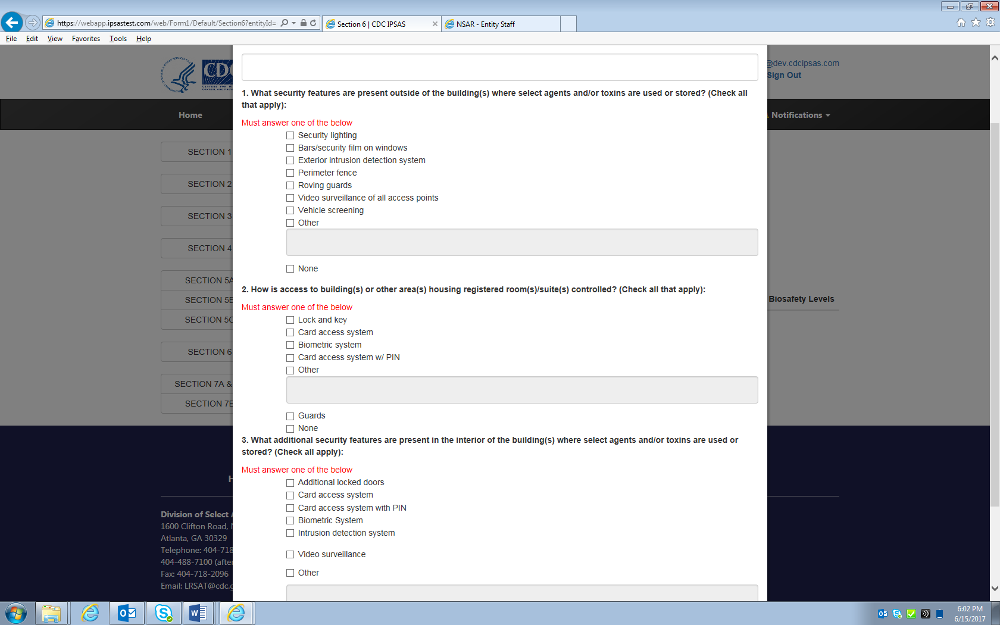 https://webapp.ipsastest.com/web/Form1/Default/Section6?entityId=
Section 6 | CDC IPSAS
NSAR - Entity Staff
File Edit View Favorites Tools Help
CDC
@dev.cdcipsas.com
Sign Out
Home
Notifications
1. What security features are present outside of the building(s) where select agents and/or toxins are used or stored? (Check all
that apply):
Must answer one of the below
Security lighting
Bars/security film on windows
Exterior intrusion detection system
Perimeter fence
Roving guards
Video surveillance of all access points
Vehicle screening
Other
None
2. How is access to building(s) or other area(s) housing registered room(s)/suite(s) controlled? (Check all that apply):
Must answer one of the below
Lock and key
Card access system
Biometric system
Card access system w/ PIN
Other
Guards
None
3. What additional security features are present in the interior of the building(s) where select agents and/or toxins are used or
stored? (Check all apply):
Must answer one of the below
Additional locked doors
Card access system
Card access system with PIN
Biometric System
Intrusion detection system
Video surveillance
Other
SECTION 1
SECTION 2
SECTION 3
SECTION 4
SECTION 5A
SECTION 5B
SECTION 5C
SECTION 6
SECTION 7A &
SECTION 7B
Biosafety Levels
Division of Select
1600 Clifton Road,
Atlanta, GA 30329
Telephone: 404-718
404-488-7100 (after
Fax: 404-718-2096
Email: LRSAT@cdc.g
6:02 PM
6/15/2017